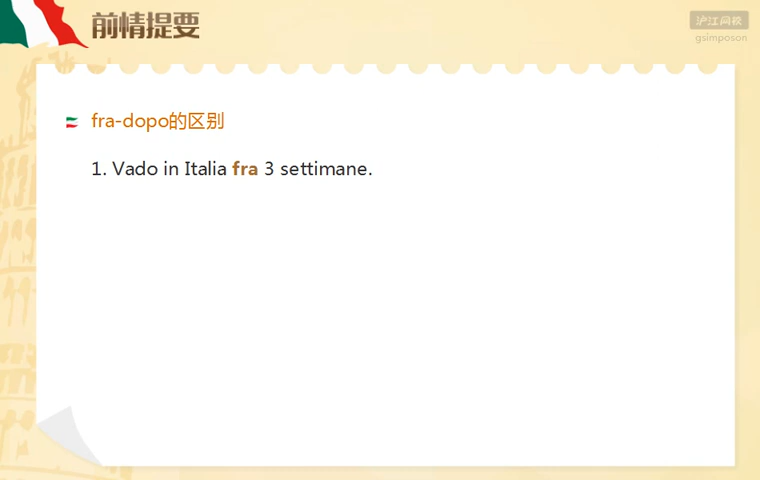 前情提要
沪江网校
gsimposon
fra-dopo的区别
1. Vado in Italia fra 3 settimane.